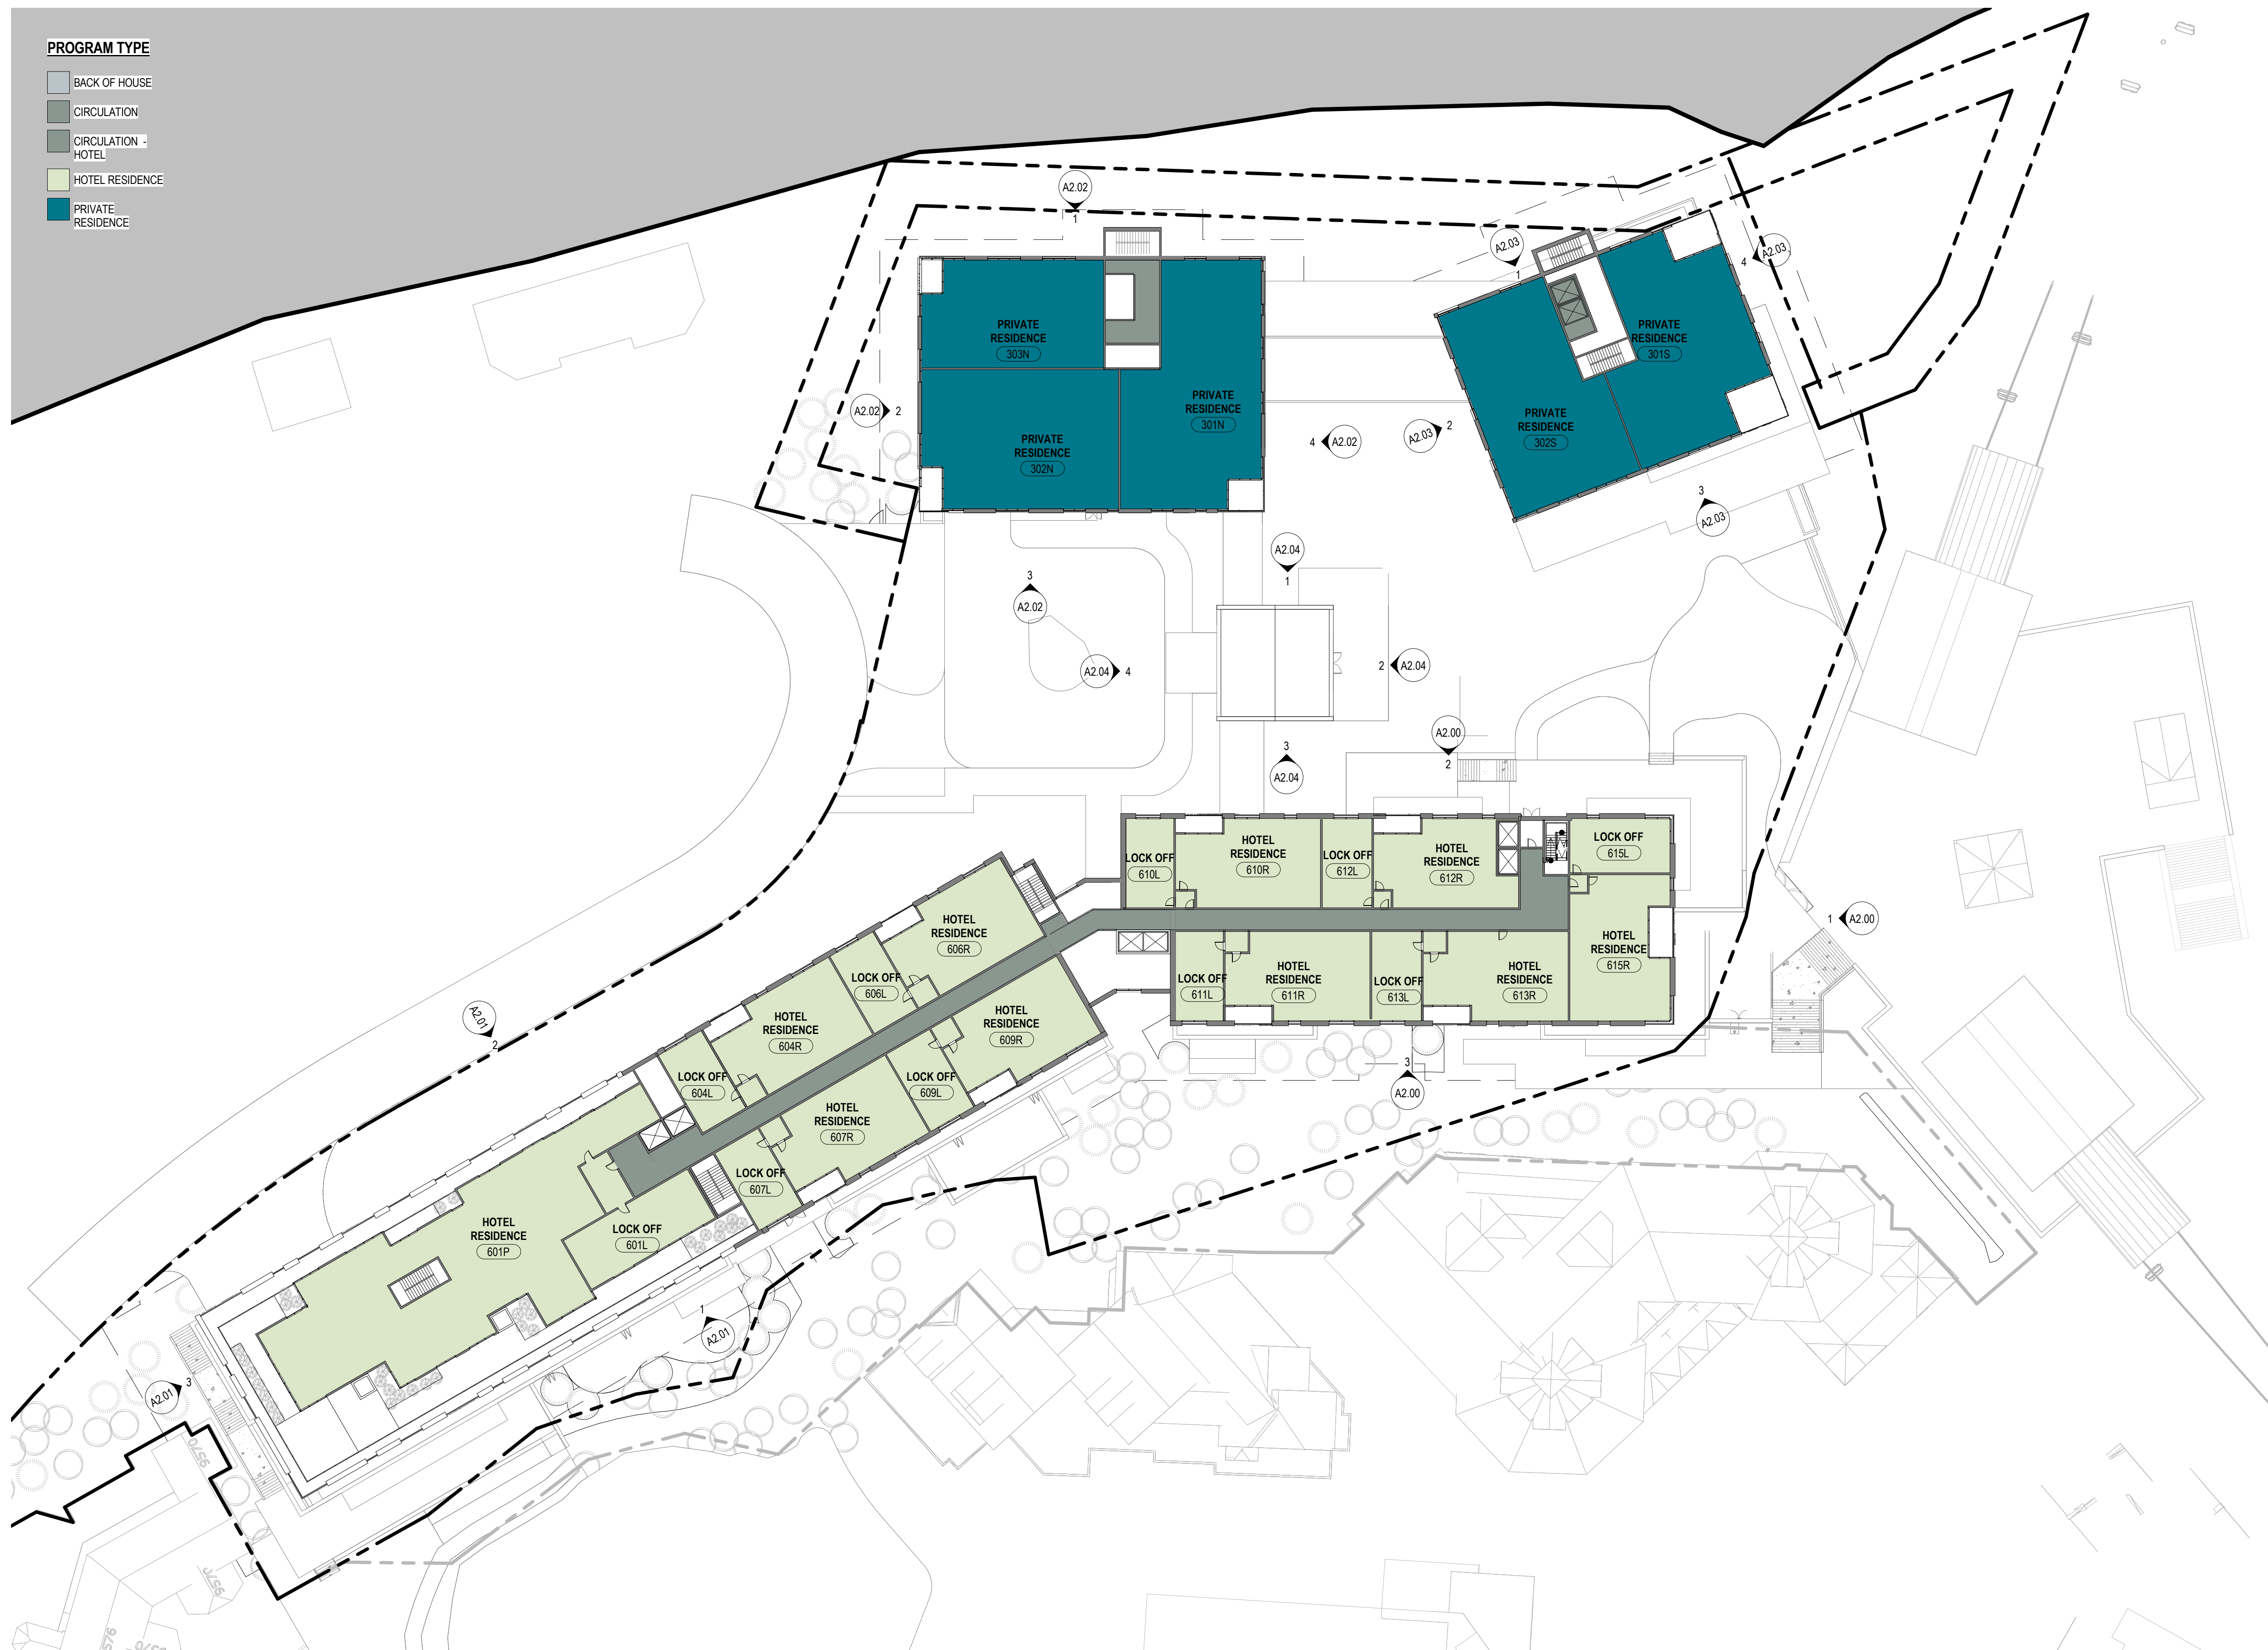 PROGRAM TYPE
BACK OF HOUSE
CIRCULATION
CIRCULATION -
HOTEL
HOTEL RESIDENCE
PRIVATE
RESIDENCE
A2.02
1
A2.03
1
4
A2.03
PRIVATE
RESIDENCE
303N
PRIVATE
RESIDENCE
301S
PRIVATE
RESIDENCE
301N
PRIVATE
RESIDENCE
302S
PRIVATE
RESIDENCE
302N
A2.02
2
4
A2.02
A2.03
2
3
A2.03
A2.04
1
3
A2.02
A2.04
4
2
A2.04
A2.00
2
3
A2.04
LOCK OFF
610L
HOTEL
RESIDENCE
610R
LOCK OFF
612L
HOTEL
RESIDENCE
612R
LOCK OFF
615L
HOTEL
RESIDENCE
615R
1
A2.00
LOCK OFF
611L
HOTEL
RESIDENCE
611R
LOCK OFF
613L
HOTEL
RESIDENCE
613R
3
A2.00
HOTEL
RESIDENCE
606R
LOCK OFF
606L
HOTEL
RESIDENCE
604R
HOTEL
RESIDENCE
609R
LOCK OFF
604L
LOCK OFF
609L
HOTEL
RESIDENCE
607R
LOCK OFF
607L
A2.01
2
HOTEL
RESIDENCE
601P
LOCK OFF
601L
1
A2.01
A2.01
3
9570